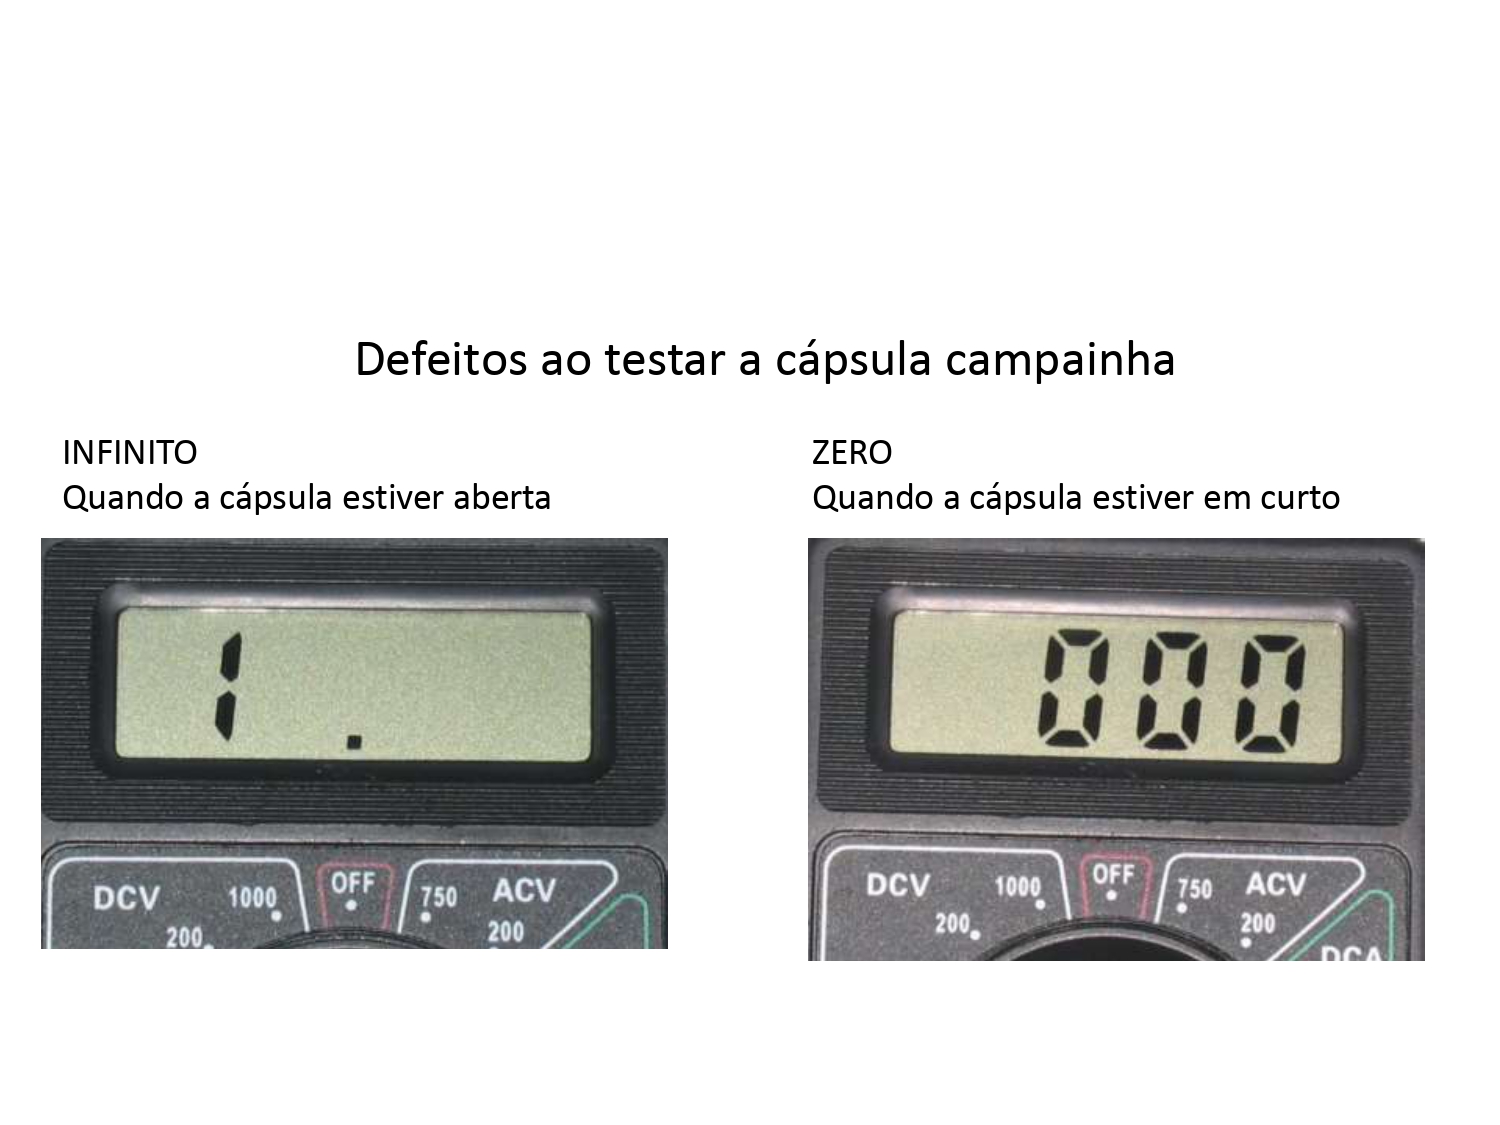 Defeitos ao testar a cápsula campainha
INFINITO
Quando a cápsula estiver aberta
ZERO
Quando a cápsula estiver em curto
1 .
000
DCV 1000 OFF 750 ACV
200 200
DCV 1000 OFF 750 ACV
200 200
DCA